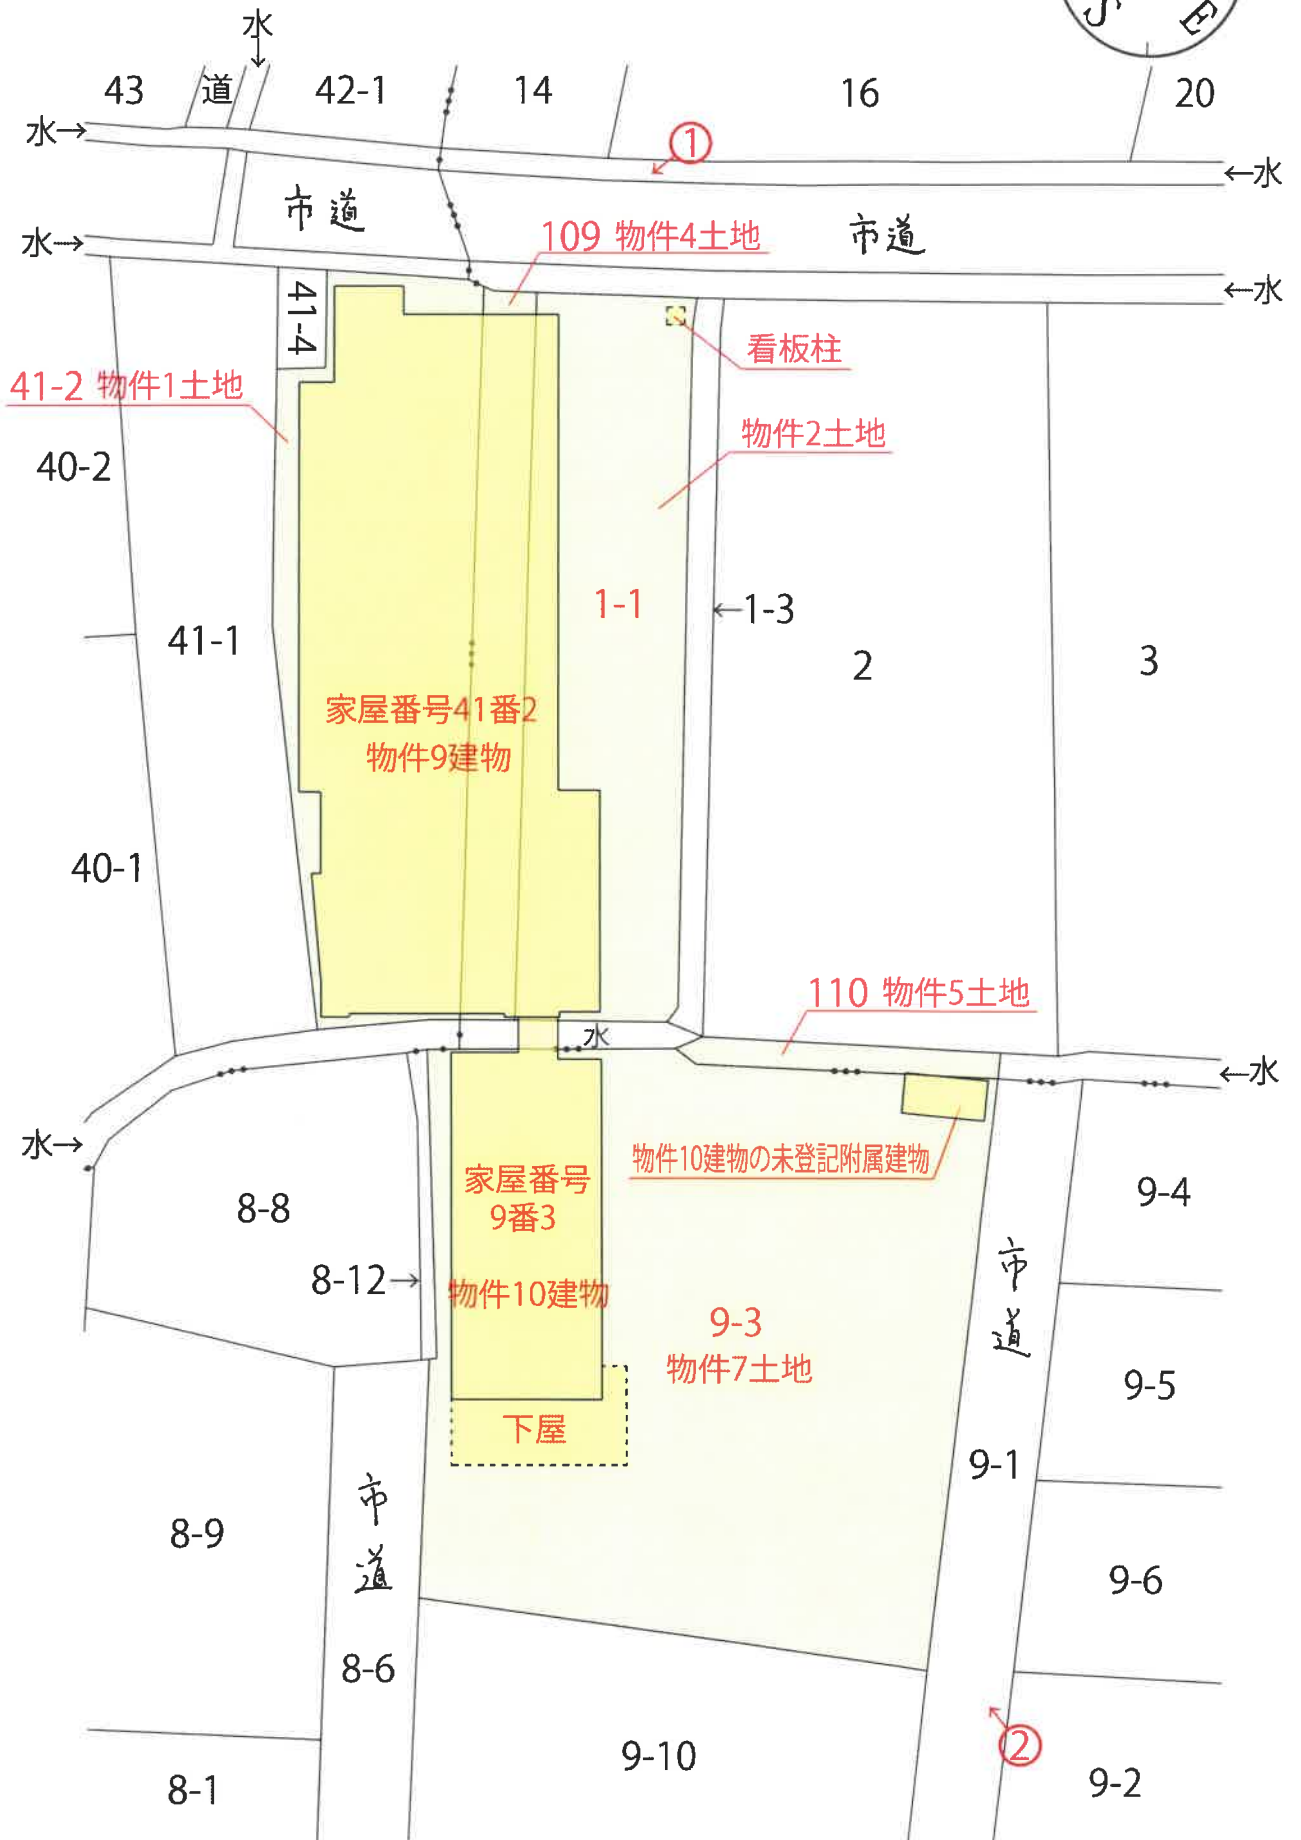 S E
水
↓
43
道
42-1
14
16
20
水→
①
←水
市道
109 物件4土地
市道
水→
←水
41-4
看板柱
41-2 物件1土地
物件2土地
40-2
1-1
←1-3
41-1
2
3
家屋番号41番2
物件9建物
40-1
110 物件5土地
水
←水
水→
物件10建物の未登記附属建物
家屋番号
9番3
8-8
9-4
市道
8-12→
物件10建物
9-3
物件7土地
9-5
下屋
9-1
市道
8-9
9-6
8-6
②
9-10
8-1
9-2